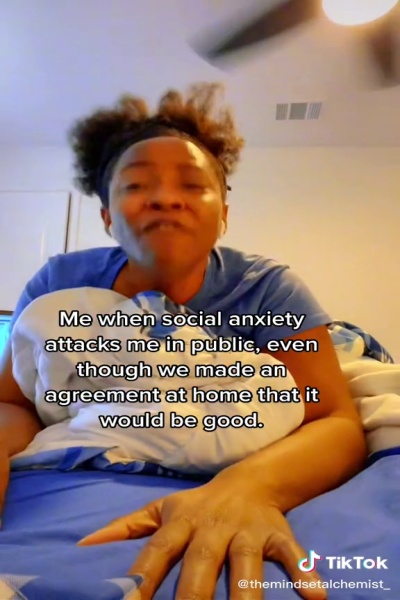 Me when social anxiety
attacks me in public, even
though we made an
agreement at home that it
would be good.
TikTok
@themindsetalchemist_